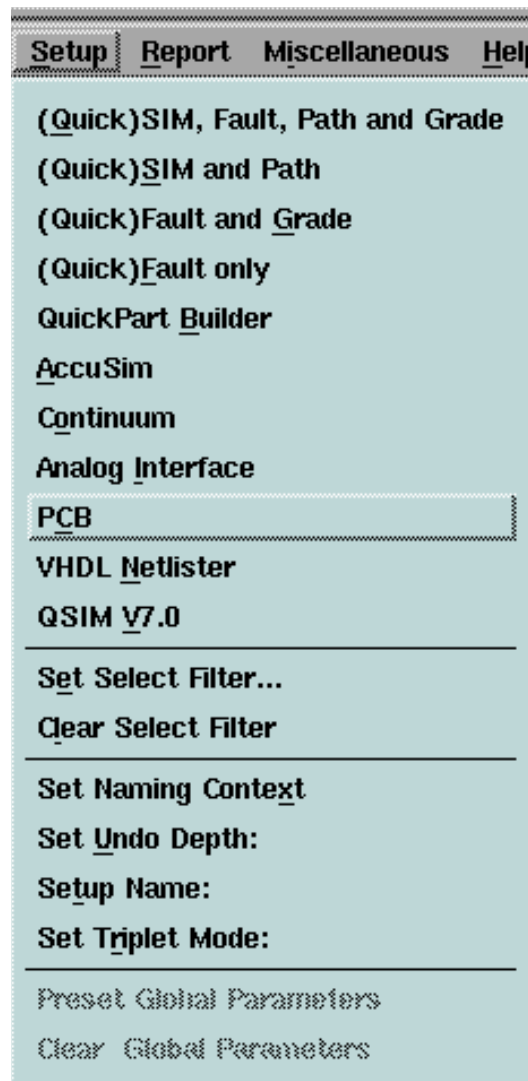 Setup Report Miscellaneous Hel
(Quick)SIM, Fault, Path and Grade
(Quick)SIM and Path
(Quick)Fault and Grade
(Quick)Fault only
QuickPart Builder
AccuSim
Continuum
Analog Interface
PCB
VHDL Netlister
QSIM V7.0
Set Select Filter...
Clear Select Filter
Set Naming Context
Set Undo Depth:
Setup Name:
Set Triplet Mode:
Preset Global Parameters
Clear Global Parameters